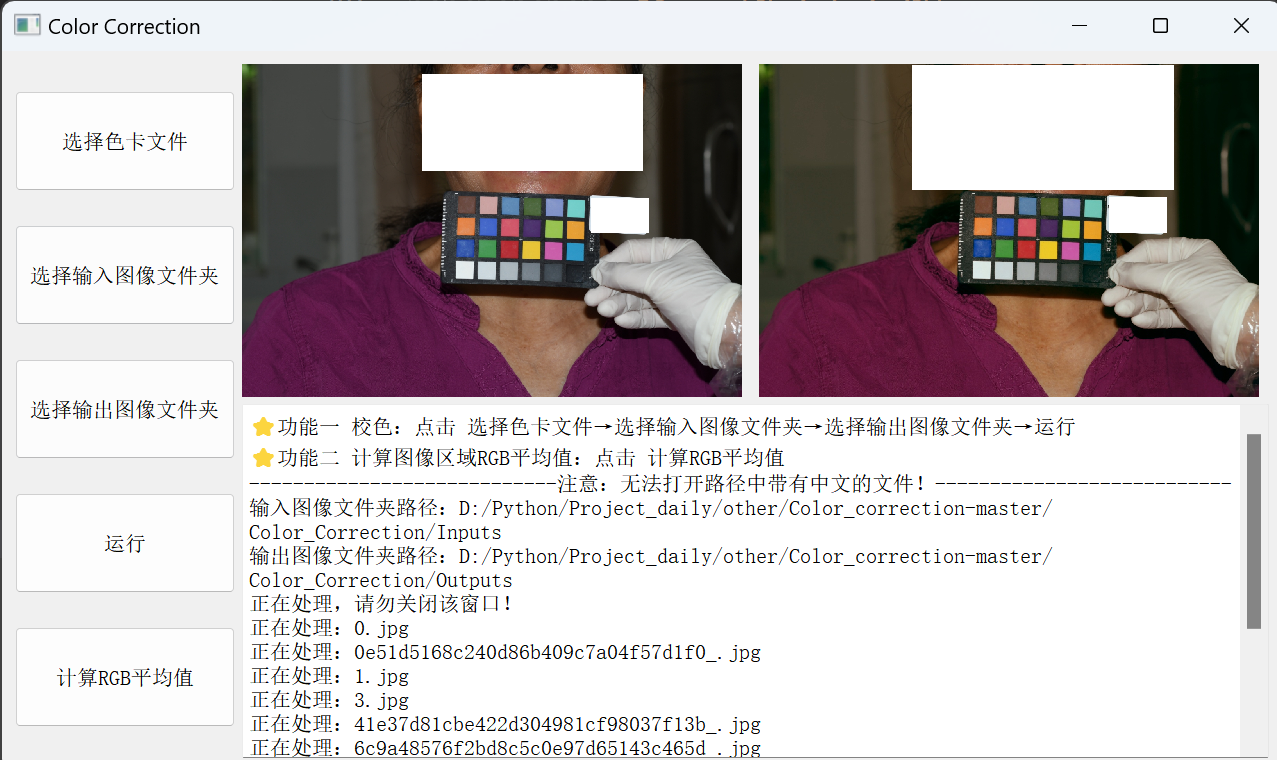 Color Correction
选择色卡文件
选择输入图像文件夹
选择输出图像文件夹
运行
计算RGB平均值
⭐功能一 校色：点击 选择色卡文件→选择输入图像文件夹→选择输出图像文件夹→运行
⭐功能二 计算图像区域RGB平均值：点击 计算RGB平均值
----------------------------注意：无法打开路径中带有中文的文件！---------------------------
输入图像文件夹路径：D:/Python/Project_daily/other/Color_correction-master/
Color_Correction/Inputs
输出图像文件夹路径：D:/Python/Project_daily/other/Color_correction-master/
Color_Correction/Outputs
正在处理，请勿关闭该窗口！
正在处理：0.jpg
正在处理：0e51d5168c240d86b409c7a04f57d1f0_.jpg
正在处理：1.jpg
正在处理：3.jpg
正在处理：41e37d81cbe422d304981cf98037f13b_.jpg
正在处理：6c9a48576f2bd8c5c0e97d65143c465d_.jpg